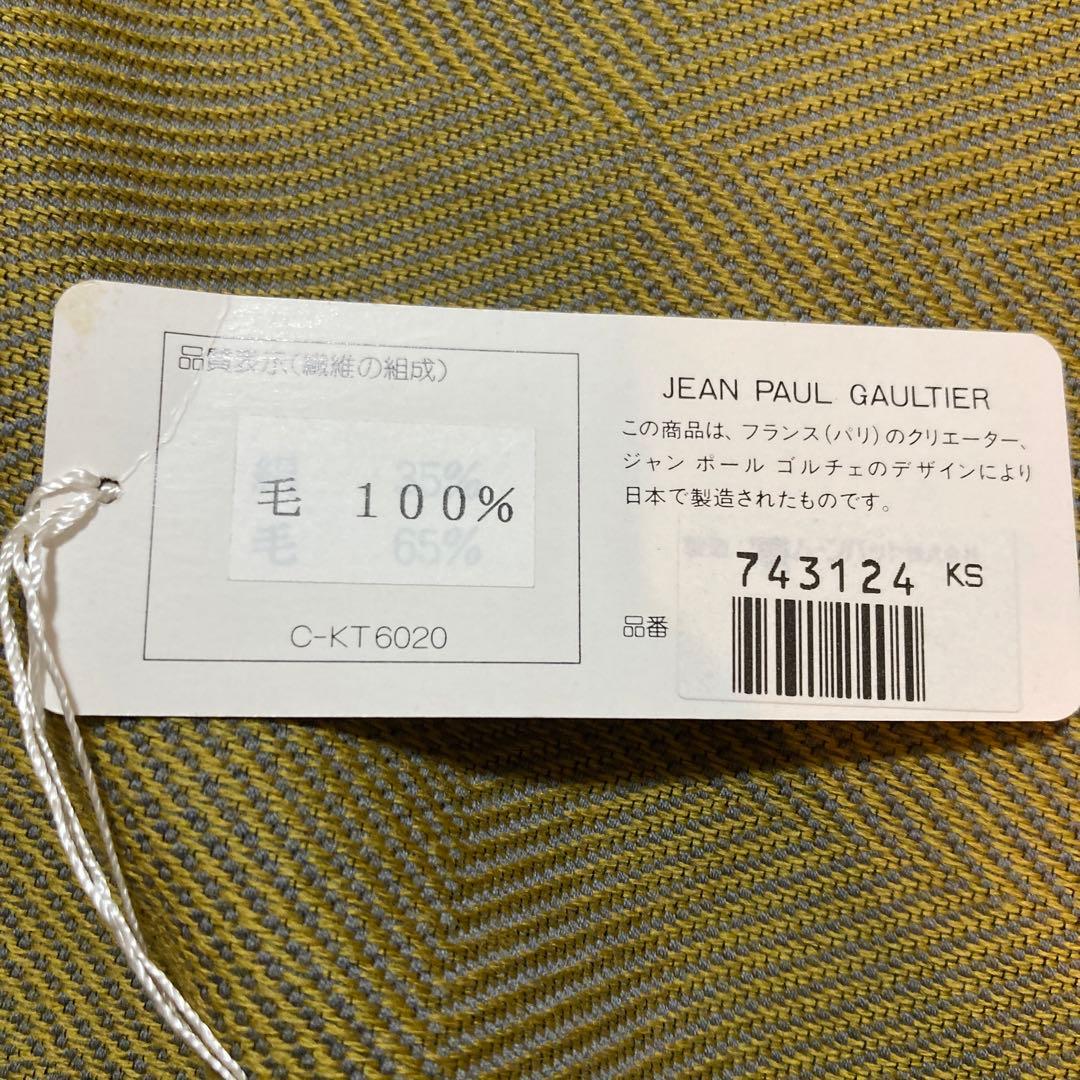 品質表示(繊維の組成)
絹 35%
毛 100%
毛 65%
C-KT6020
JEAN PAUL GAULTIER
この商品は、フランス(パリ)のクリエーター、
ジャン ポール ゴルチェのデザインにより
日本で製造されたものです。
743124 KS
品番